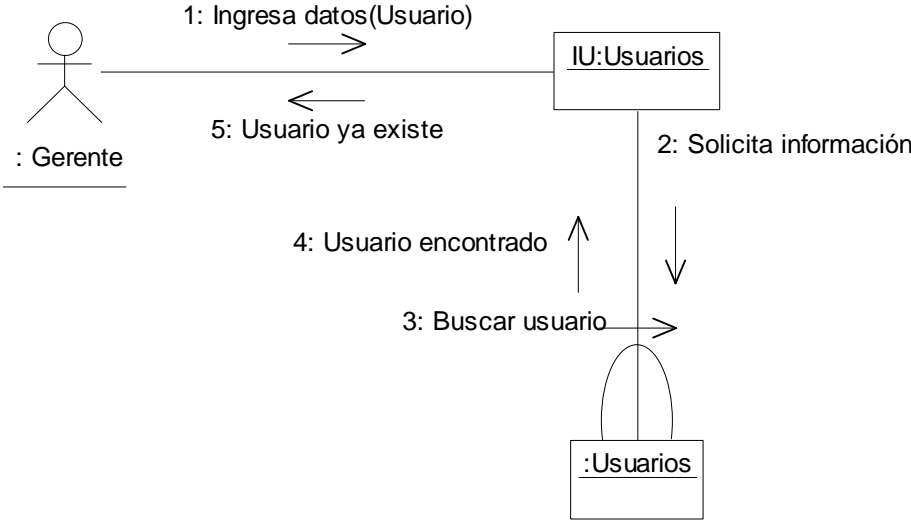 1: Ingresa datos(Usuario)
IU:Usuarios
5: Usuario ya existe
: Gerente
2: Solicita información
4: Usuario encontrado
3: Buscar usuario
:Usuarios